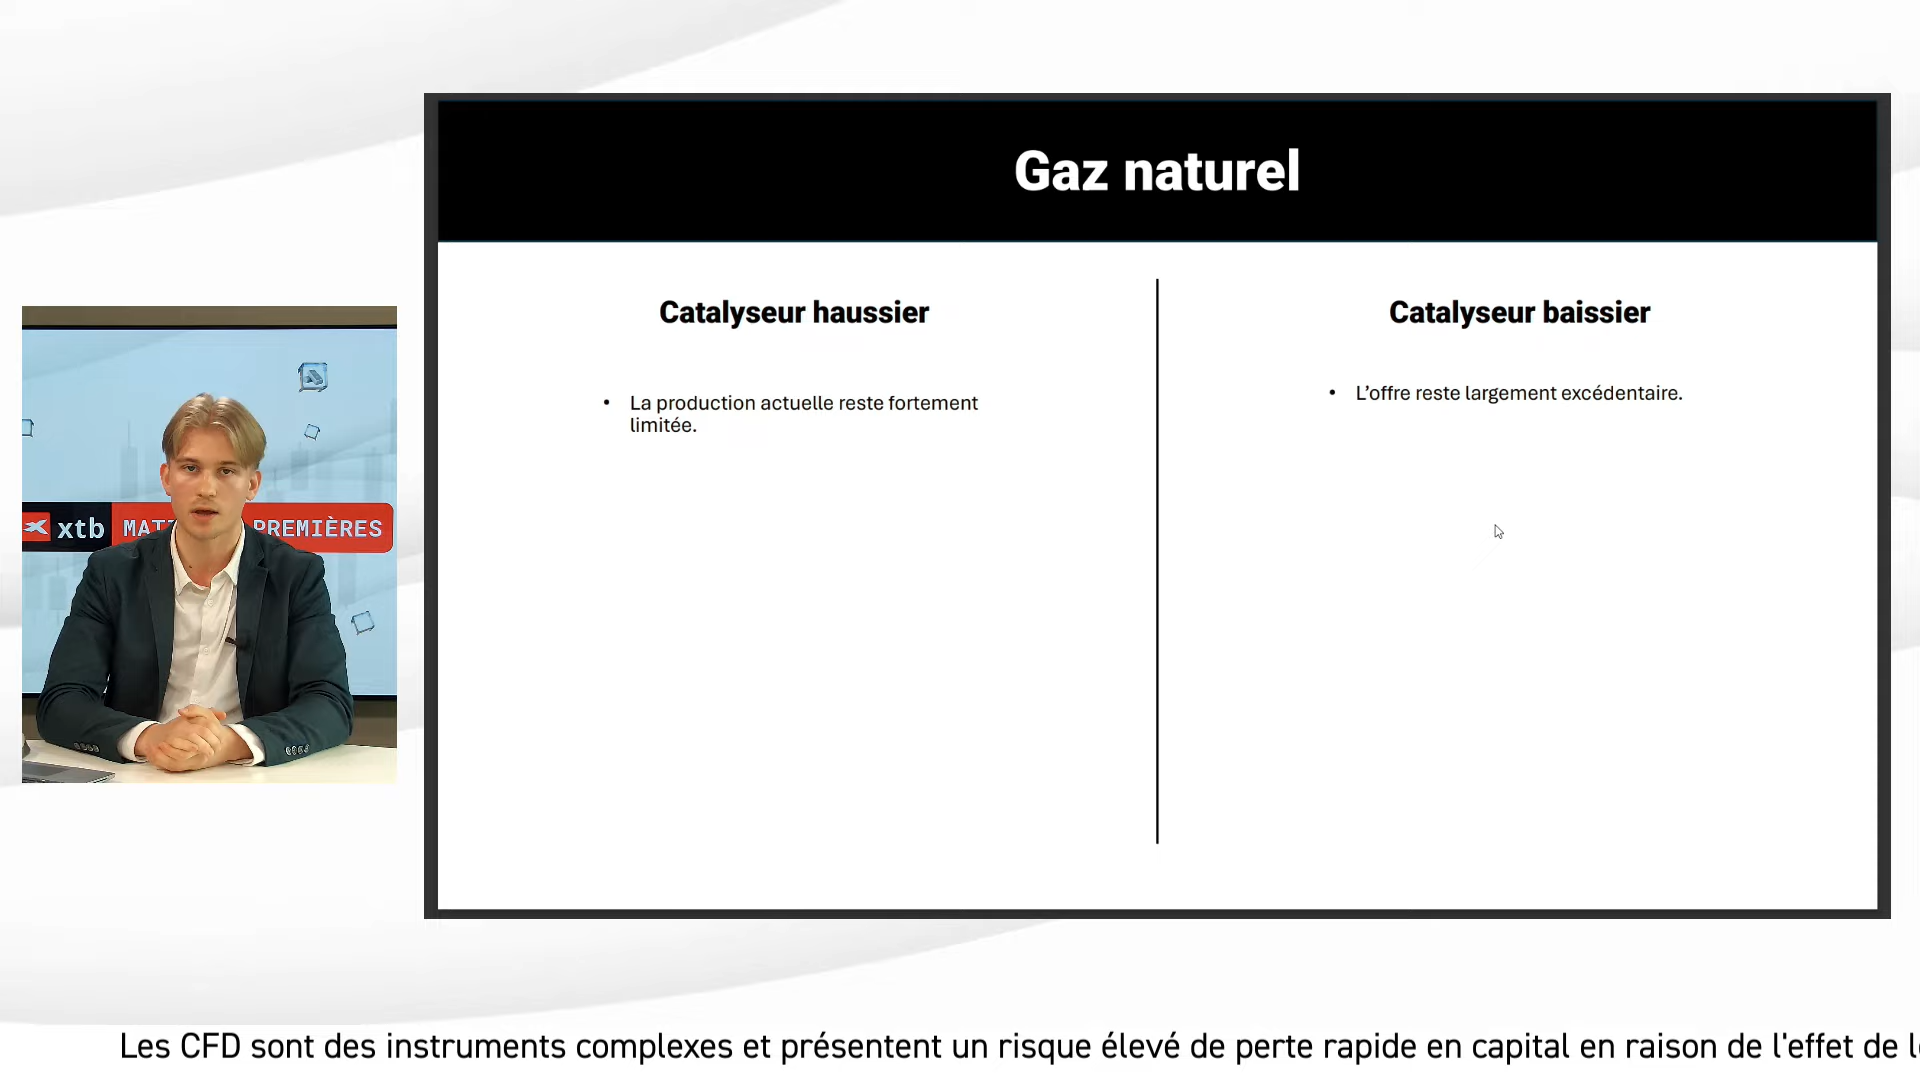 Gaz naturel
Catalyseur haussier
• La production actuelle reste fortement
limitée.
Catalyseur baissier
• L’offre reste largement excédentaire.
xtb PREMIÈRES
Les CFD sont des instruments complexes et présentent un risque élevé de perte rapide en capital en raison de l'effet de